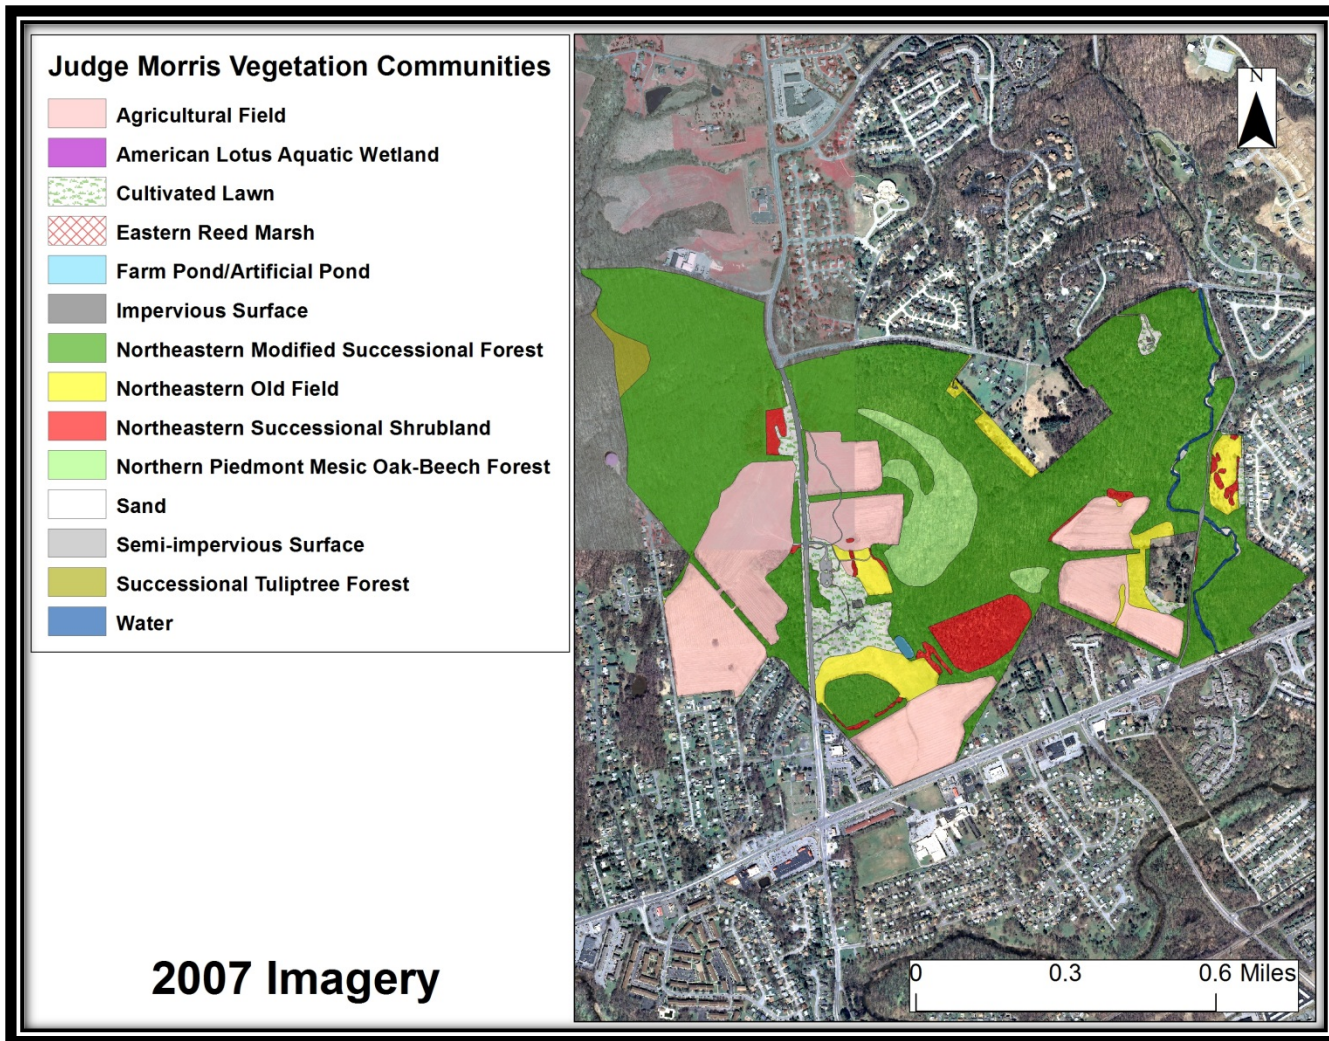 Judge Morris Vegetation Communities
Agricultural Field
American Lotus Aquatic Wetland
Cultivated Lawn
Eastern Reed Marsh
Farm Pond/Artificial Pond
Impervious Surface
Northeastern Modified Successional Forest
Northeastern Old Field
Northeastern Successional Shrubland
Northern Piedmont Mesic Oak-Beech Forest
Sand
Semi-impervious Surface
Successional Tuliptree Forest
Water
2007 Imagery
N
0 0.3 0.6 Miles